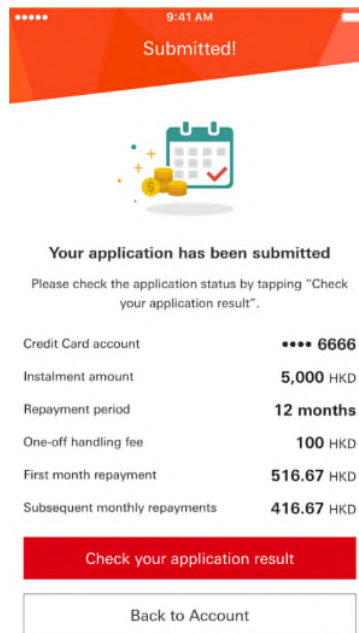 9:41 AM
Submitted!
Your application has been submitted
Please check the application status by tapping "Check
your application result".
Credit Card account •••• 6666
Instalment amount 5,000 HKD
Repayment period 12 months
One-off handling fee 100 HKD
First month repayment 516.67 HKD
Subsequent monthly repayments 416.67 HKD
Check your application result
Back to Account